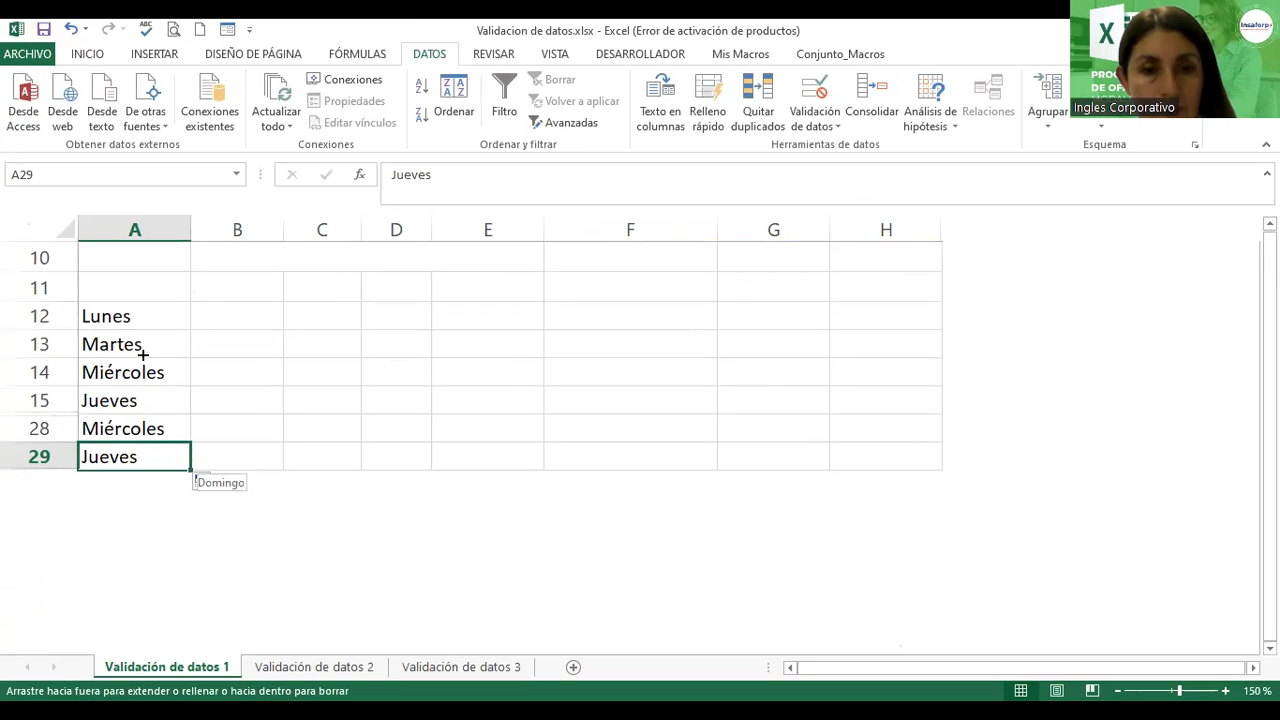 Validacion de datos.xlsx - Excel (Error de activación de productos)
ARCHIVO INICIO INSERTAR DISEÑO DE PÁGINA FÓRMULAS DATOS REVISAR VISTA DESARROLLADOR Mis Macros Conjunto_Macros
Desde Access
Desde web
Desde texto
De otras fuentes
Conexiones existentes
Actualizar todo
Conexiones
Propiedades
Editar vínculos
Ordenar
Filtro
Borrar
Volver a aplicar
Avanzadas
Texto en columnas
Relleno rápido
Quitar duplicados
Validación de datos
Consolidar
Análisis de hipótesis
Relaciones
Agrupar
Obtener datos externos Conexiones Ordenar y filtrar Herramientas de datos Esquema
Ingles Corporativo
A29 fx Jueves
A B C D E F G H
10
11
12 Lunes
13 Martes
14 Miércoles
15 Jueves
28 Miércoles
29 Jueves
Domingo
Validación de datos 1 Validación de datos 2 Validación de datos 3
Arrastre hacia fuera para extender o rellenar o hacia dentro para borrar 150 %